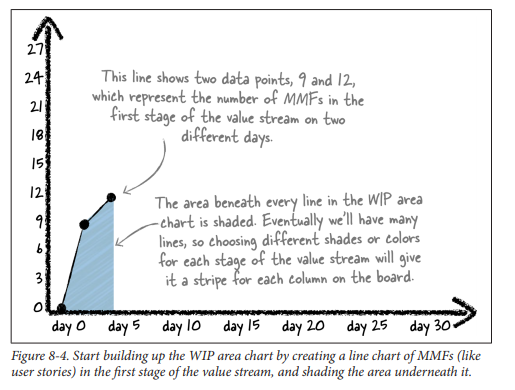 27
24
21
18
15
12
9
6
3
0
This line shows two data points, 9 and 12,
which represent the number of MMFs in the
first stage of the value stream on two
different days.
The area beneath every line in the WIP area
chart is shaded. Eventually we'll have many
lines, so choosing different shades or colors
for each stage of the value stream will give
it a stripe for each column on the board.
day 0 day 5 day 10 day 15 day 20 day 25 day 30
Figure 8-4. Start building up the WIP area chart by creating a line chart of MMFs (like
user stories) in the first stage of the value stream, and shading the area underneath it.